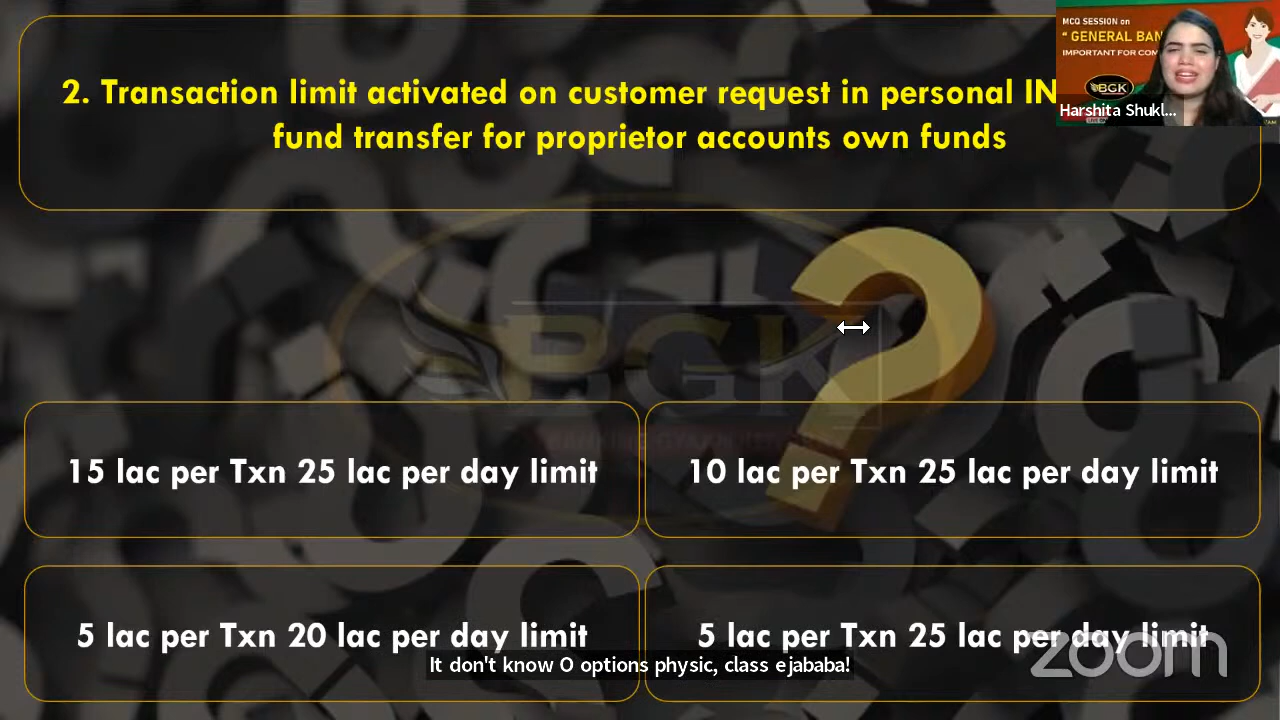 2. Transaction limit activated on customer request in personal IN
fund transfer for proprietor accounts own funds
MCQ SESSION on
" GENERAL BAN
IMPORTANT FOR COM
BGK
Harshita Shukl...
BGK
15 lac per Txn 25 lac per day limit
10 lac per Txn 25 lac per day limit
5 lac per Txn 20 lac per day limit
5 lac per Txn 25 lac per day limit
It don't know O options physic, class ejababa!
zoom